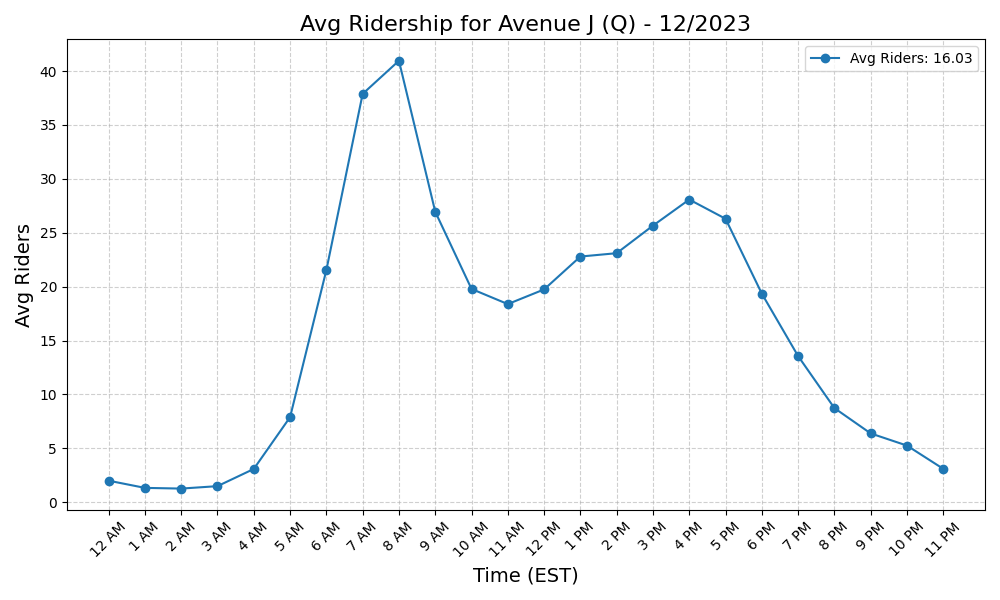 Avg Ridership for Avenue J (Q) - 12/2023
Avg Riders: 16.03
Avg Riders
40
35
30
25
20
15
10
5
0
12 AM
1 AM
2 AM
3 AM
4 AM
5 AM
6 AM
7 AM
8 AM
9 AM
10 AM
11 AM
12 PM
1 PM
2 PM
3 PM
4 PM
5 PM
6 PM
7 PM
8 PM
9 PM
10 PM
11 PM
Time (EST)